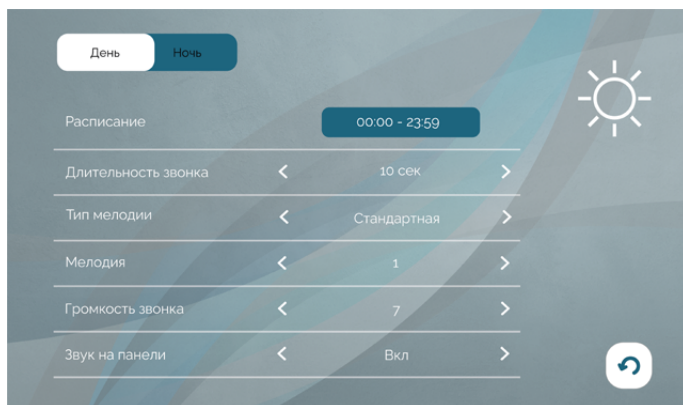 День Ночь
Расписание 00:00 - 23:59
Длительность звонка 10 сек
Тип мелодии Стандартная
Мелодия 1
Громкость звонка 7
Звук на панели Вкл